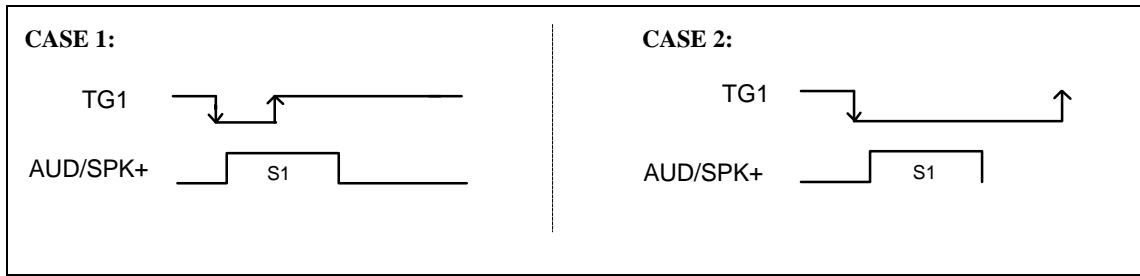 CASE 1:
TG1
AUD/SPK+
S1
CASE 2:
TG1
AUD/SPK+
S1